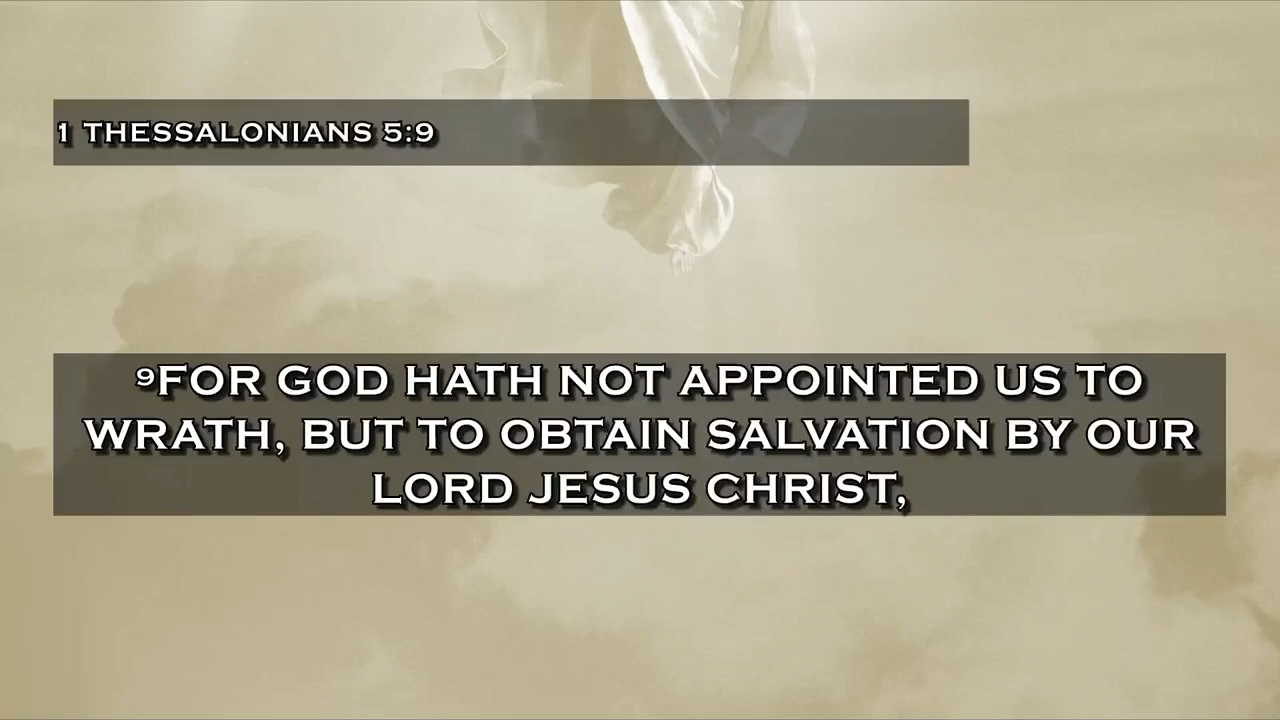 1 THESSALONIANS 5:9
⁹FOR GOD HATH NOT APPOINTED US TO
WRATH, BUT TO OBTAIN SALVATION BY OUR
LORD JESUS CHRIST,